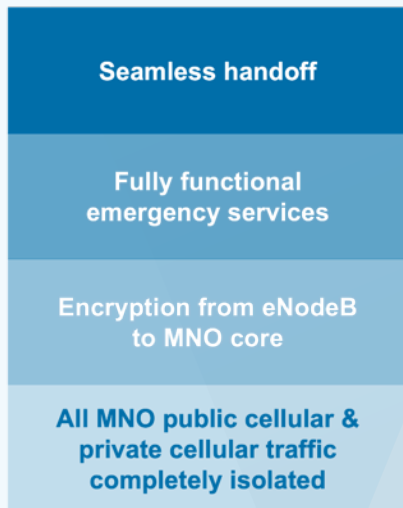 Seamless handoff
Fully functional
emergency services
Encryption from eNodeB
to MNO core
All MNO public cellular &
private cellular traffic
completely isolated